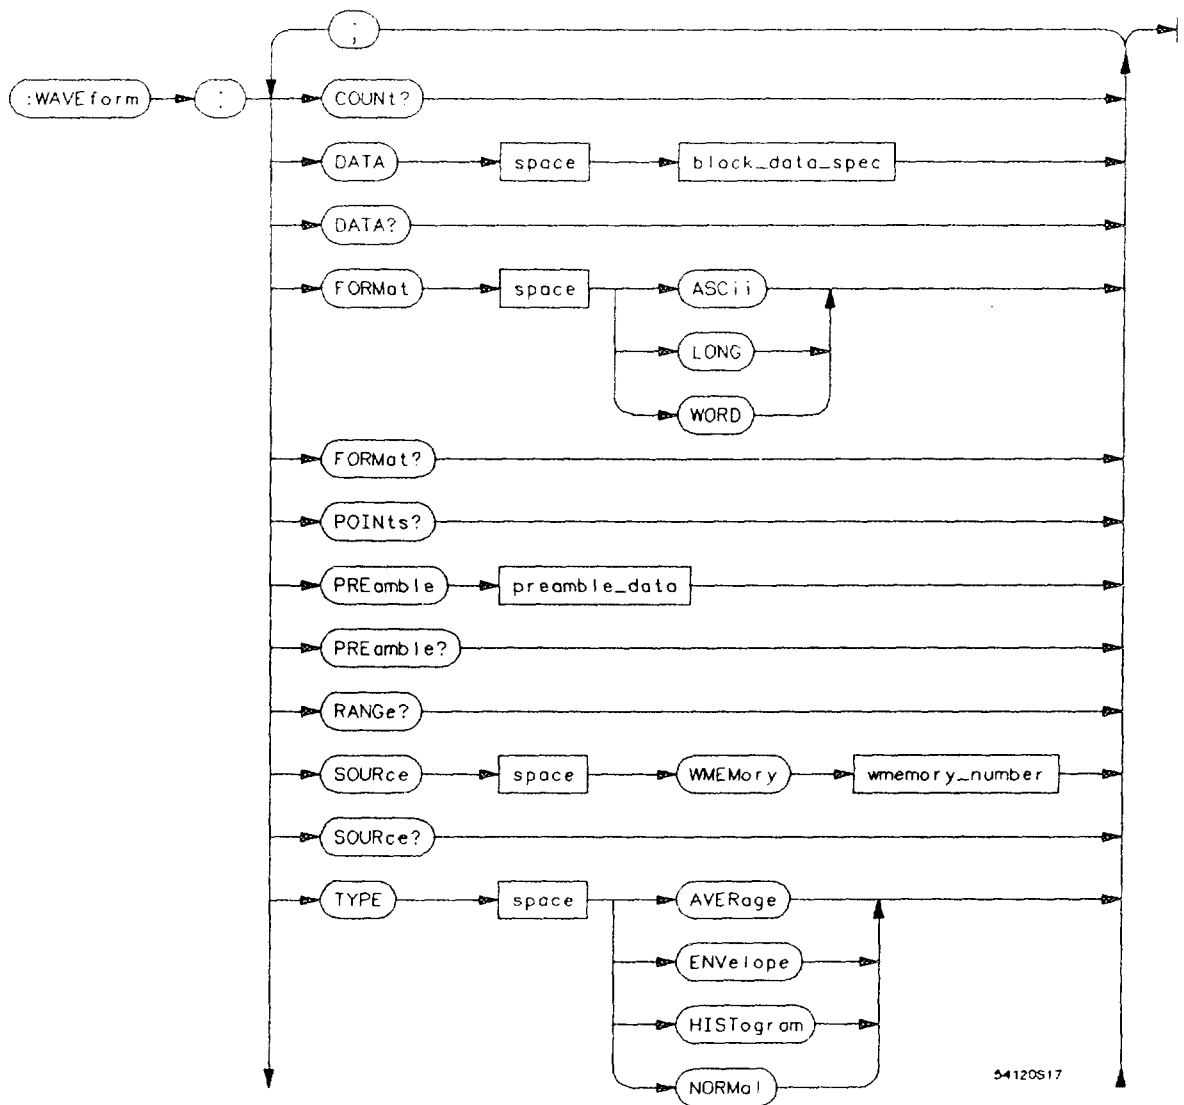 ;
:WAVEform : COUNt?
DATA space block_data_spec
DATA?
FORMat space ASCii
LONG
WORD
FORMat?
POINts?
PREamble preamble_data
PREamble?
RANGe?
SOURce space WMEMory wmemory_number
SOURce?
TYPE space AVERage
ENVelope
HISTogram
NORMal
54120S17